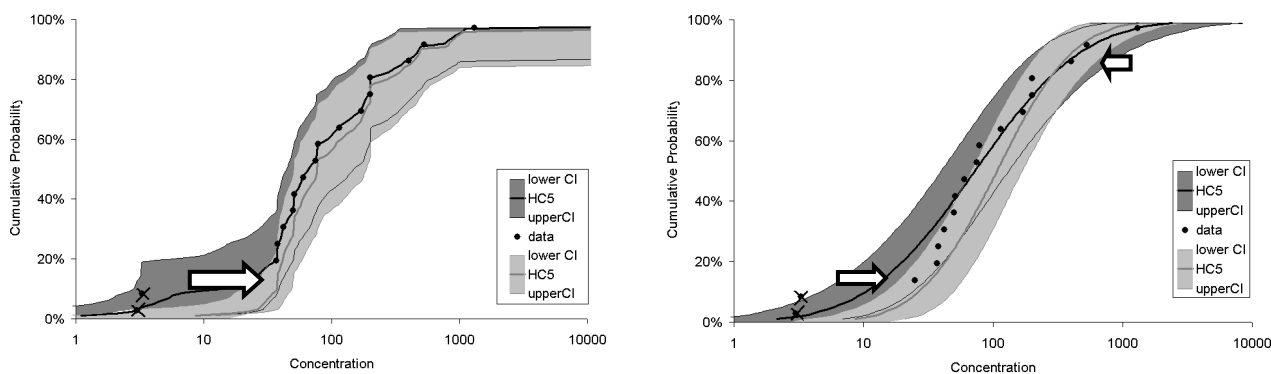 100%
80%
60%
40%
20%
0%
Cumulative Probability
1
10
100
1000
10000
Concentration
lower CI
HC5
upperCI
data
lower CI
HC5
upperCI
100%
80%
60%
40%
20%
0%
Cumulative Probability
1
10
100
1000
10000
Concentration
lower CI
HC5
upperCI
data
lower CI
HC5
upperCI